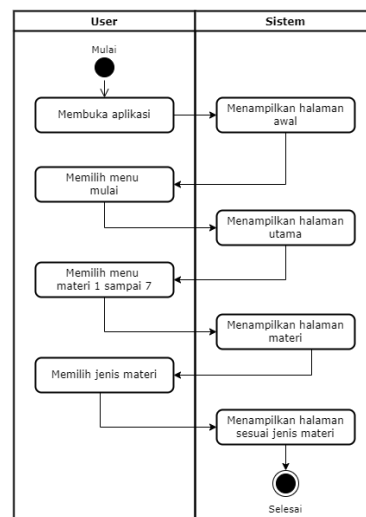 User
Sistem
Mulai
Membuka aplikasi
Menampilkan halaman
awal
Memilih menu
mulai
Menampilkan halaman
utama
Memilih menu
materi 1 sampai 7
Menampilkan halaman
materi
Memilih jenis materi
Menampilkan halaman
sesuai jenis materi
Selesai